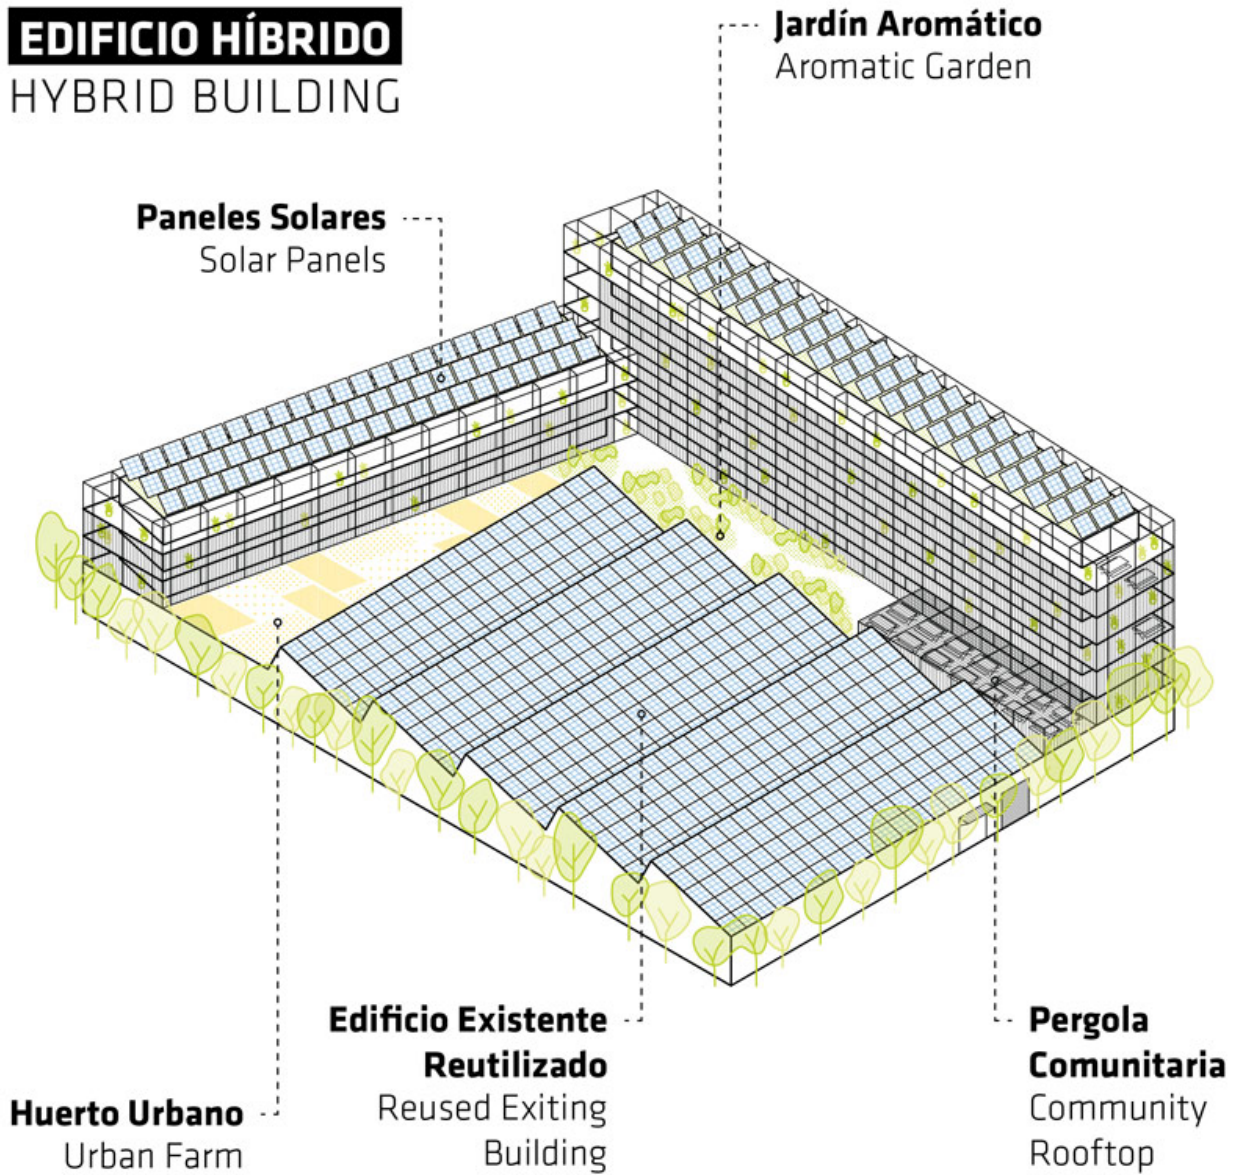 EDIFICIO HÍBRIDO
HYBRID BUILDING
Jardín Aromático
Aromatic Garden
Paneles Solares
Solar Panels
Edificio Existente
Reutilizado
Reused Exiting
Building
Pergola
Comunitaria
Community
Rooftop
Huerto Urbano
Urban Farm